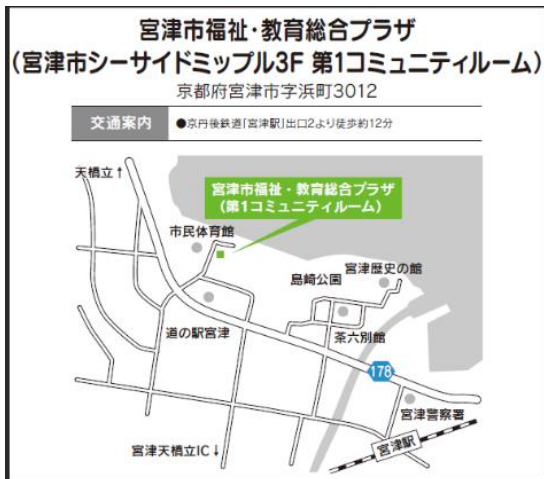 宮津市福祉・教育総合プラザ
(宮津市シーサイドミップル3F 第1コミュニティルーム)
京都府宮津市字浜町3012
交通案内
●京丹後鉄道「宮津駅」出口2より徒歩約12分
天橋立↑
宮津市福祉・教育総合プラザ
(第1コミュニティルーム)
市民体育館
宮津歴史の館
島崎公園
道の駅宮津
茶六別館
178
宮津警察署
宮津天橋立IC↓
宮津駅